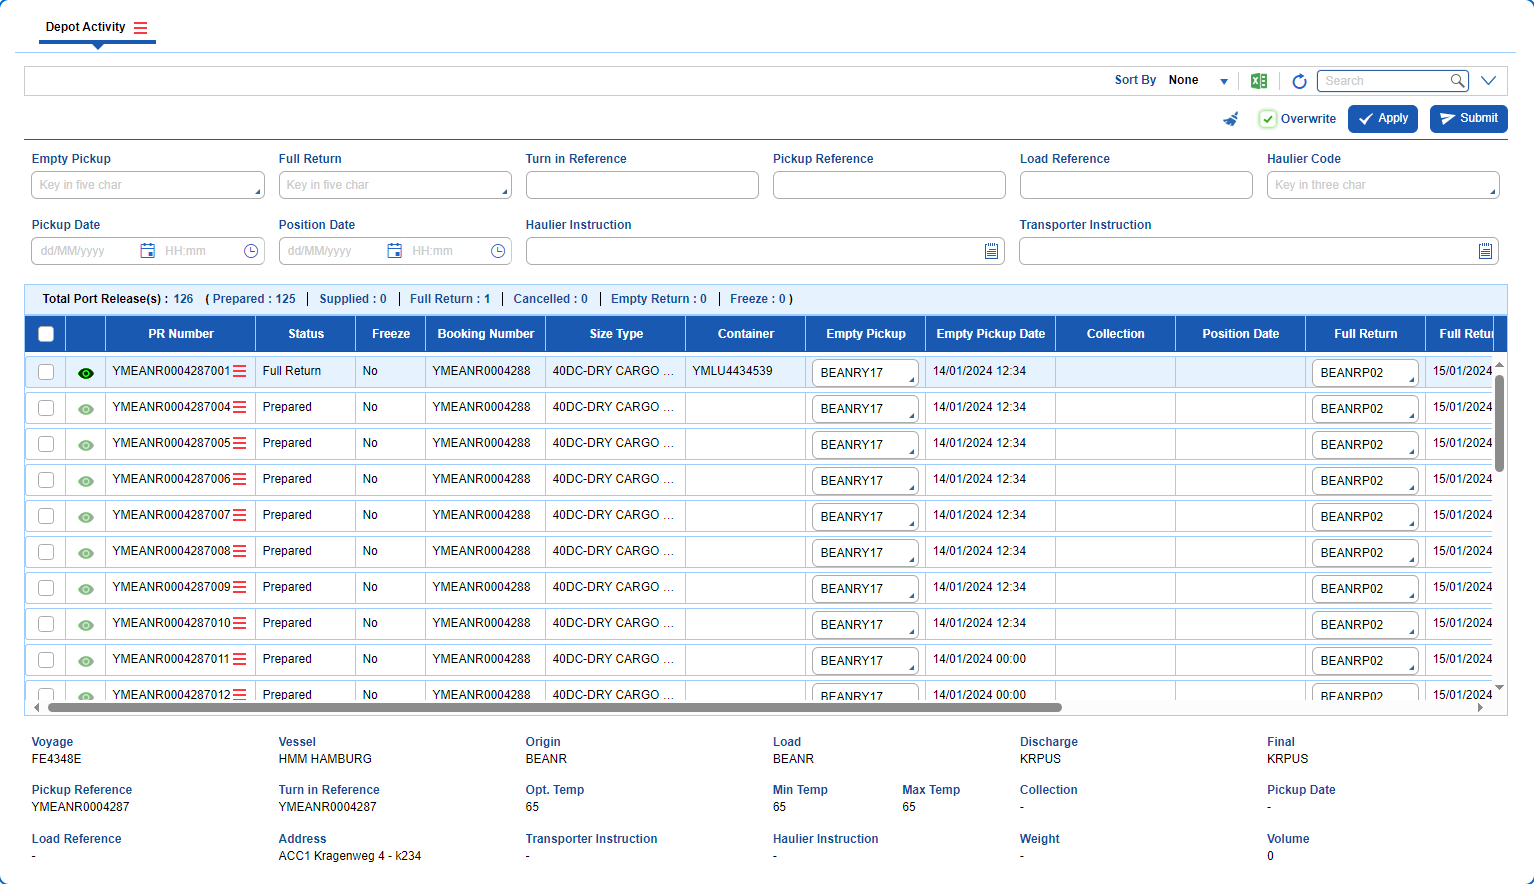 Depot Activity
Sort By None Search
Overwrite Apply Submit
Empty Pickup Full Return Turn in Reference Pickup Reference Load Reference Haulier Code
Key in five char Key in five char Key in three char
Pickup Date Position Date Haulier Instruction Transporter Instruction
dd/MM/yyyy HH:mm dd/MM/yyyy HH:mm
Total Port Release(s) : 126 ( Prepared : 125 | Supplied : 0 | Full Return : 1 | Cancelled : 0 | Empty Return : 0 | Freeze : 0 )
PR Number Status Freeze Booking Number Size Type Container Empty Pickup Empty Pickup Date Collection Position Date Full Return Full Retur
YMEANR0004287001 Full Return No YMEANR0004288 40DC-DRY CARGO ... YMLU4434539 BEANRY17 14/01/2024 12:34 BEANRP02 15/01/2024
YMEANR0004287004 Prepared No YMEANR0004288 40DC-DRY CARGO ... BEANRY17 14/01/2024 12:34 BEANRP02 15/01/2024
YMEANR0004287005 Prepared No YMEANR0004288 40DC-DRY CARGO ... BEANRY17 14/01/2024 12:34 BEANRP02 15/01/2024
YMEANR0004287006 Prepared No YMEANR0004288 40DC-DRY CARGO ... BEANRY17 14/01/2024 12:34 BEANRP02 15/01/2024
YMEANR0004287007 Prepared No YMEANR0004288 40DC-DRY CARGO ... BEANRY17 14/01/2024 12:34 BEANRP02 15/01/2024
YMEANR0004287008 Prepared No YMEANR0004288 40DC-DRY CARGO ... BEANRY17 14/01/2024 12:34 BEANRP02 15/01/2024
YMEANR0004287009 Prepared No YMEANR0004288 40DC-DRY CARGO ... BEANRY17 14/01/2024 12:34 BEANRP02 15/01/2024
YMEANR0004287010 Prepared No YMEANR0004288 40DC-DRY CARGO ... BEANRY17 14/01/2024 12:34 BEANRP02 15/01/2024
YMEANR0004287011 Prepared No YMEANR0004288 40DC-DRY CARGO ... BEANRY17 14/01/2024 00:00 BEANRP02 15/01/2024
YMEANR0004287012 Prepared No YMEANR0004288 40DC-DRY CARGO ... BEANRY17 14/01/2024 00:00 BEANRP02 15/01/2024
Voyage Vessel Origin Load Discharge Final
FE4348E HMM HAMBURG BEANR BEANR KRPUS KRPUS
Pickup Reference Turn in Reference Opt. Temp Min Temp Max Temp Collection Pickup Date
YMEANR0004287 YMEANR0004287 65 65 65 - -
Load Reference Address Transporter Instruction Haulier Instruction Weight Volume
- ACC1 Kragenweg 4 - k234 - - - 0